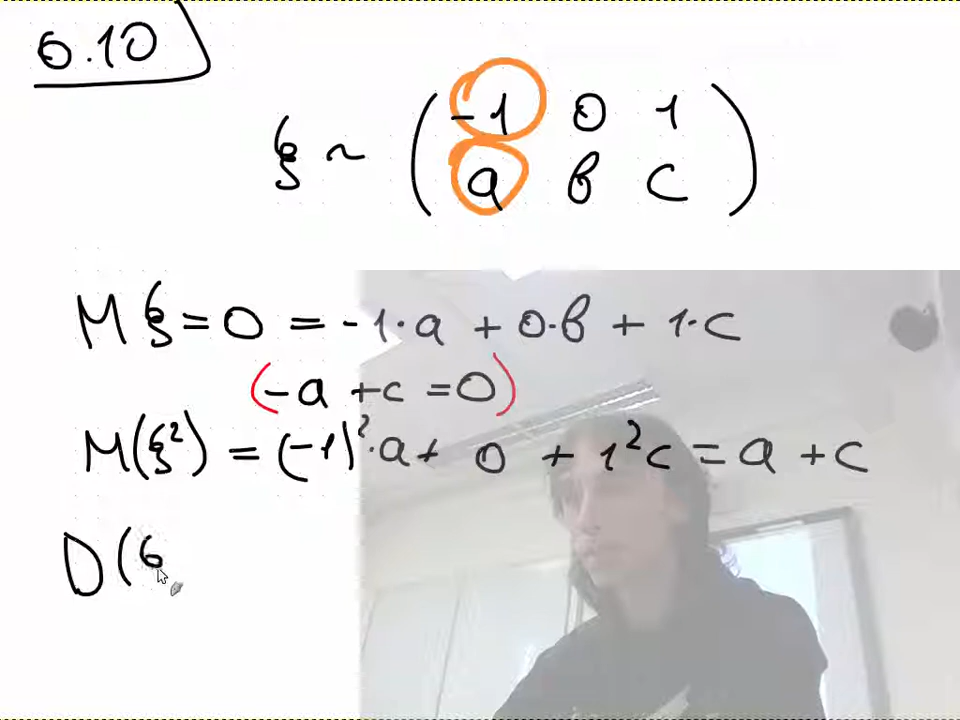 6.10
ξ ~ ( -1 0 1
a b c )
Mξ = 0 = -1·a + 0·b + 1·c
(-a + c = 0)
M(ξ²) = (-1)²·a + 0 + 1²c = a + c
D(